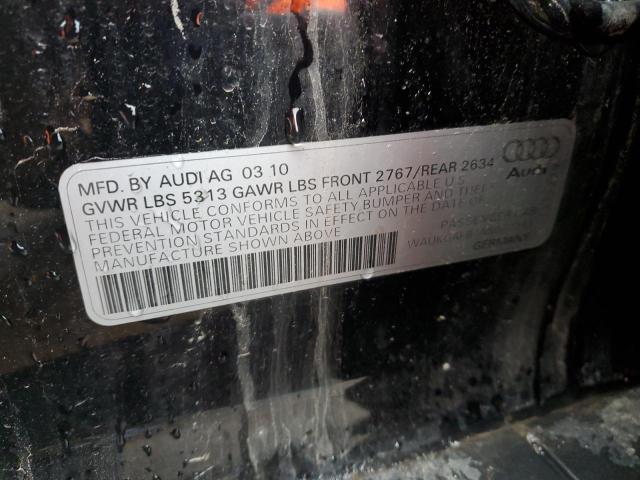 MFD. BY AUDI AG 03 10
GVWR LBS 5313 GAWR LBS FRONT 2767/REAR 2634
THIS VEHICLE CONFORMS TO ALL APPLICABLE U.S.
FEDERAL MOTOR VEHICLE SAFETY BUMPER AND THEFT
PREVENTION STANDARDS IN EFFECT ON THE DATE OF
MANUFACTURE SHOWN ABOVE
Audi
PASSENGER CAR
GERMANY